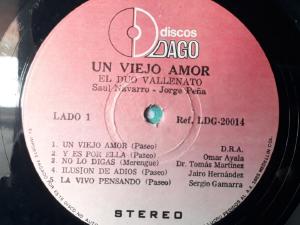 discos
DAGO
UN VIEJO AMOR
EL DUO VALLENATO
Saul Navarro - Jorge Peña
LADO 1
Ref. LDG-20014
D.R.A.
1. UN VIEJO AMOR (Paseo) Omar Ayala
2. Y ES POR ELLA (Paseo) Dr. Tomás Martinez
3. NO LO DIGAS (Merengue) Jairo Hernández
4. ILUSION DE ADIOS (Paseo) Sergio Gamarra
5. LA VIVO PENSANDO (Paseo)
STEREO